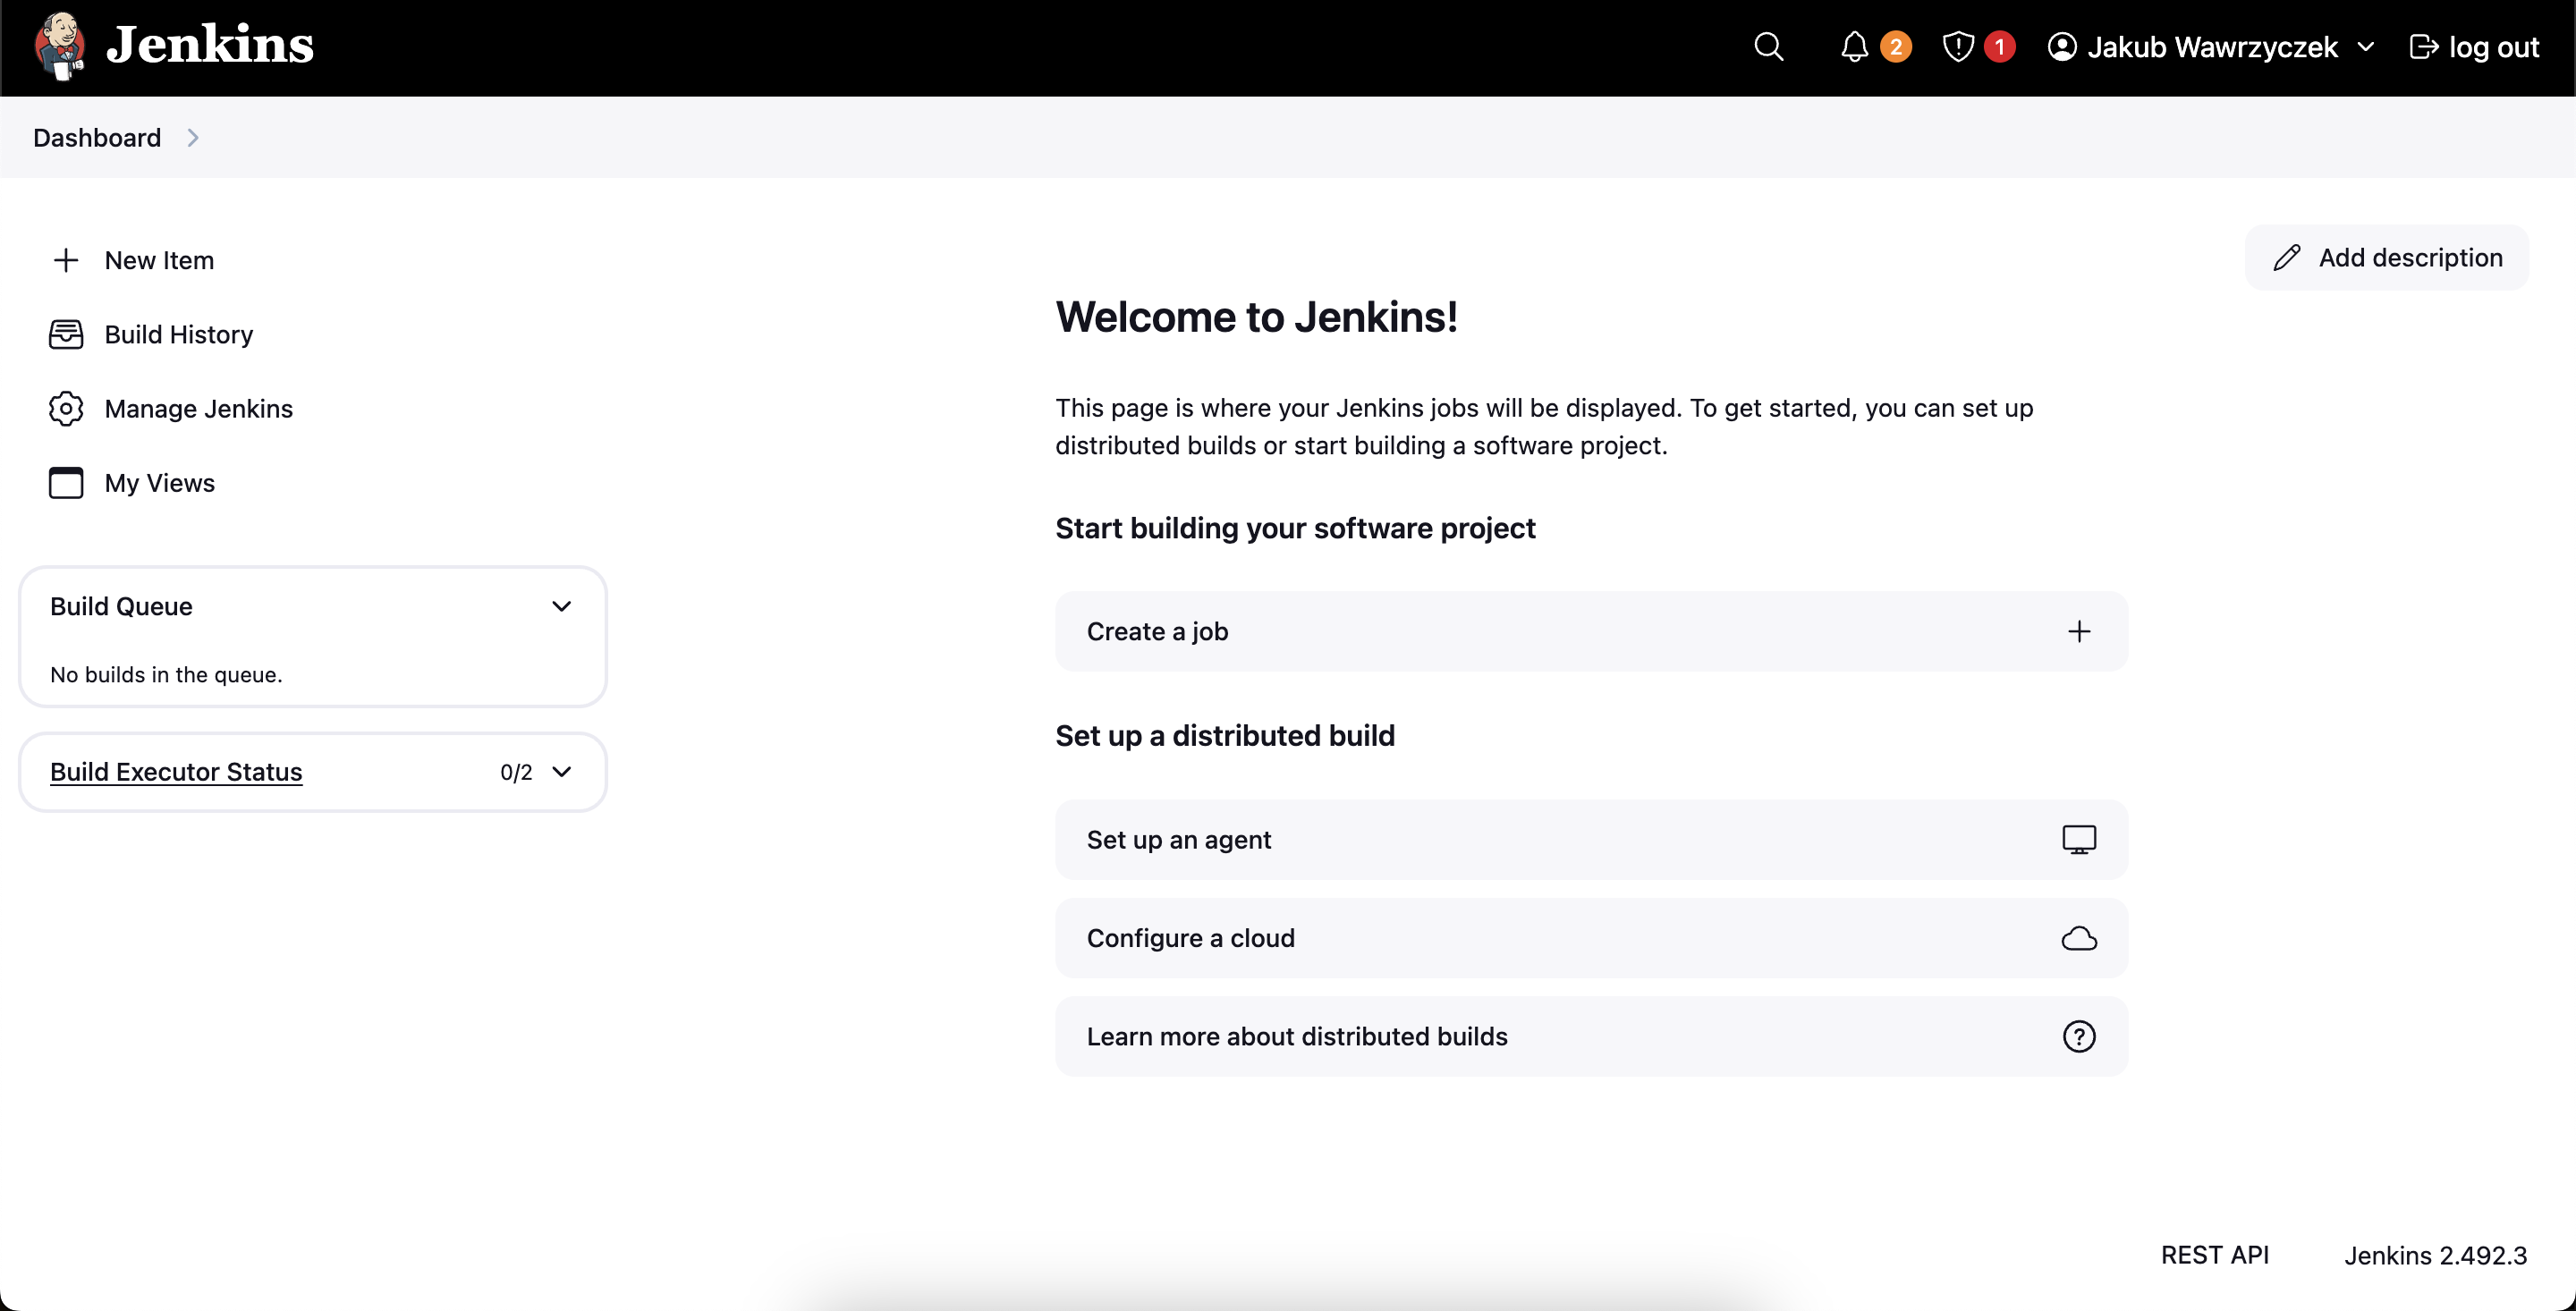 Jenkins
2
1
Jakub Wawrzyczek
log out
Dashboard
New Item
Build History
Manage Jenkins
My Views
Build Queue
No builds in the queue.
Build Executor Status
0/2
Add description
Welcome to Jenkins!
This page is where your Jenkins jobs will be displayed. To get started, you can set up
distributed builds or start building a software project.
Start building your software project
Create a job
Set up a distributed build
Set up an agent
Configure a cloud
Learn more about distributed builds
REST API
Jenkins 2.492.3